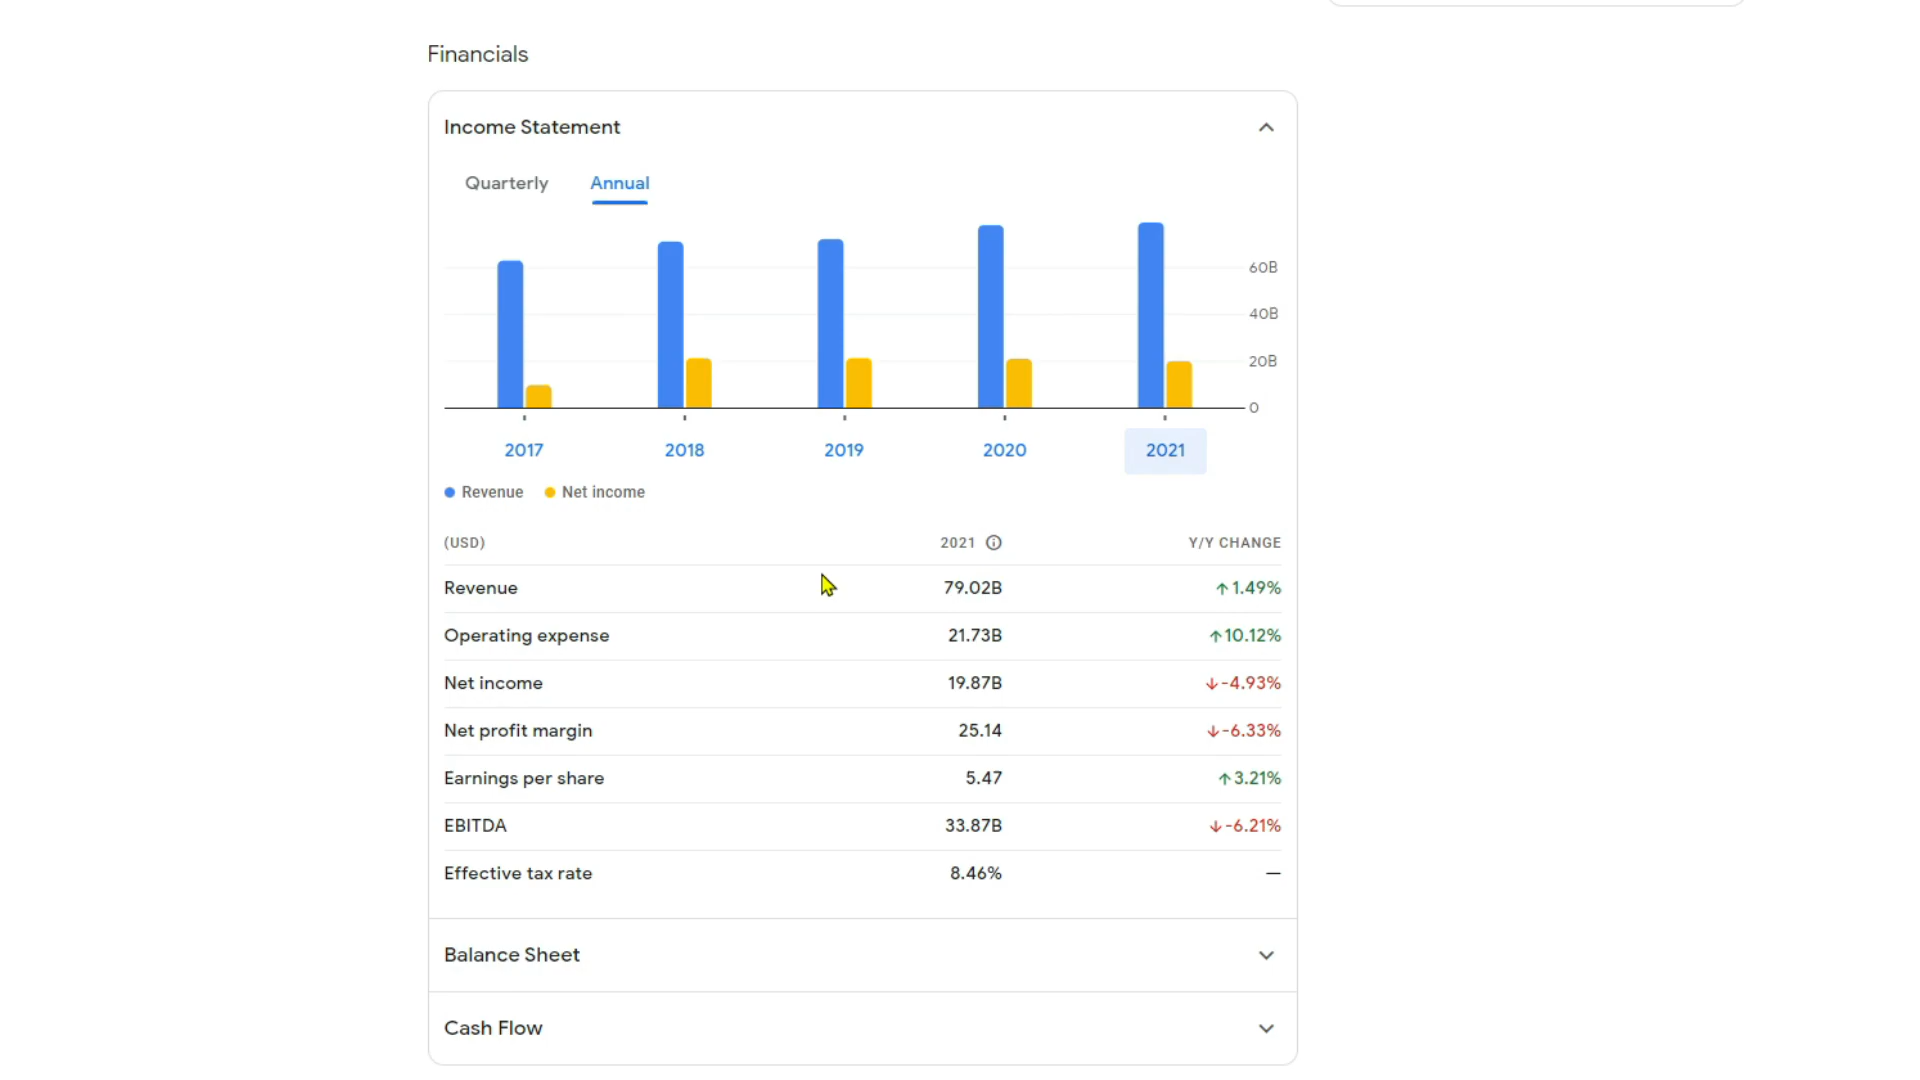 Financials
Income Statement
Quarterly Annual
60B
40B
20B
0
2017 2018 2019 2020 2021
Revenue Net income
(USD) 2021 Y/Y CHANGE
Revenue 79.02B ↑1.49%
Operating expense 21.73B ↑10.12%
Net income 19.87B ↓-4.93%
Net profit margin 25.14 ↓-6.33%
Earnings per share 5.47 ↑3.21%
EBITDA 33.87B ↓-6.21%
Effective tax rate 8.46% —
Balance Sheet
Cash Flow